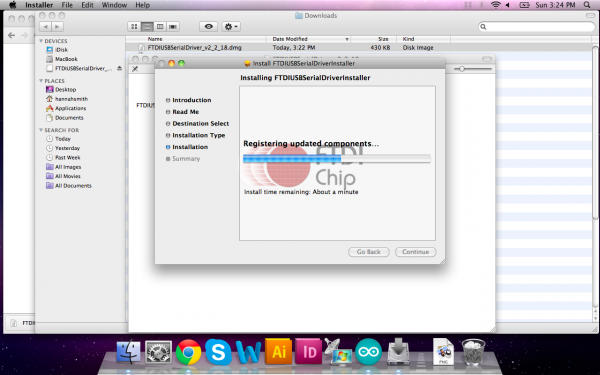 Installer File Edit Window Help
Sun 3:24 PM
Downloads
Name Date Modified Size Kind
FTDIUSBSerialDriver_v2_2_18.dmg Today, 3:22 PM 430 KB Disk Image
DEVICES
iDisk
MacBook
FTDIUSBSerialDriver_...
PLACES
Desktop
hannahsmith
Applications
Documents
SEARCH FOR
Today
Yesterday
Past Week
All Images
All Movies
All Documents
Install FTDIUSBSerialDriverInstaller
Installing FTDIUSBSerialDriverInstaller
Introduction
Read Me
Destination Select
Installation Type
Installation
Summary
Registering updated components...
FTDI
Chip
Install time remaining: About a minute
Go Back Continue
Ai
ID
PNG